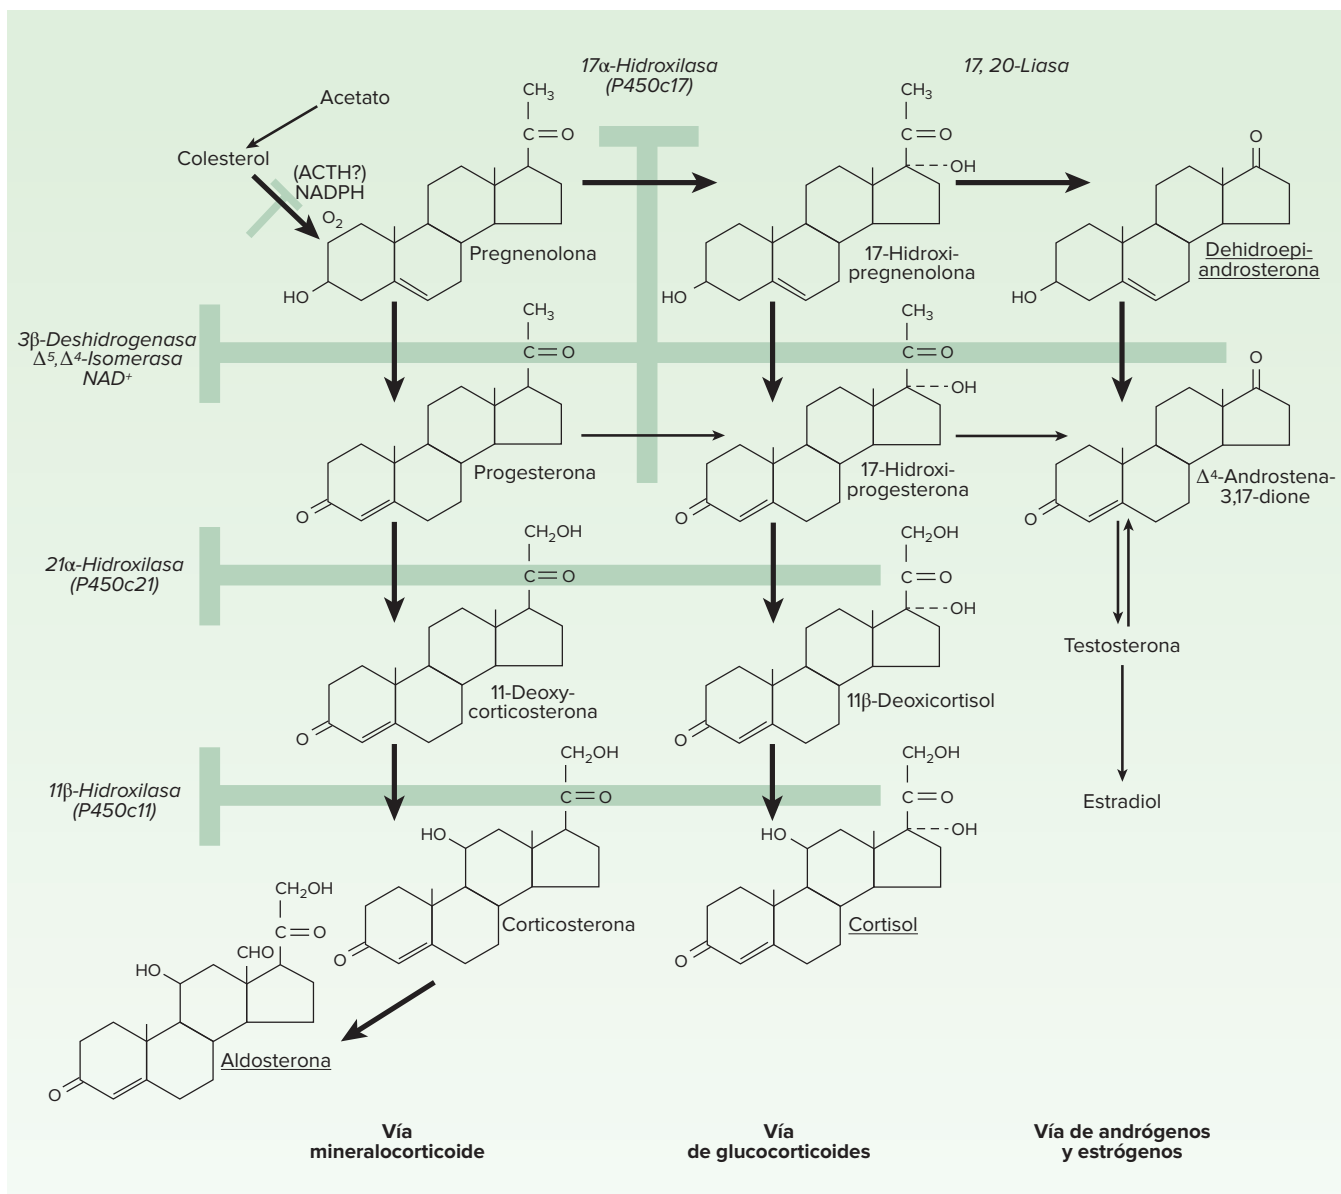 17α-Hidroxilasa
(P450c17)
17, 20-Liasa
Acetato
Colesterol
(ACTH?)
NADPH
O2
CH3
C=O
HO
Pregnenolona
CH3
C=O
OH
HO
17-Hidroxi-
pregnenolona
O
HO
Dehidroepi-
androsterona
3β-Deshidrogenasa
Δ5,Δ4-Isomerasa
NAD+
CH3
C=O
O
Progesterona
CH3
C=O
OH
O
17-Hidroxi-
progesterona
O
O
Δ4-Androstena-
3,17-dione
21α-Hidroxilasa
(P450c21)
CH2OH
C=O
O
11-Deoxy-
corticosterona
CH2OH
C=O
OH
O
11β-Deoxicortisol
Testosterona
11β-Hidroxilasa
(P450c11)
CH2OH
C=O
HO
O
Corticosterona
CH2OH
C=O
OH
HO
O
Cortisol
Estradiol
CH2OH
C=O
CHO
HO
O
Aldosterona
Vía
mineralocorticoide
Vía
de glucocorticoides
Vía de andrógenos
y estrógenos